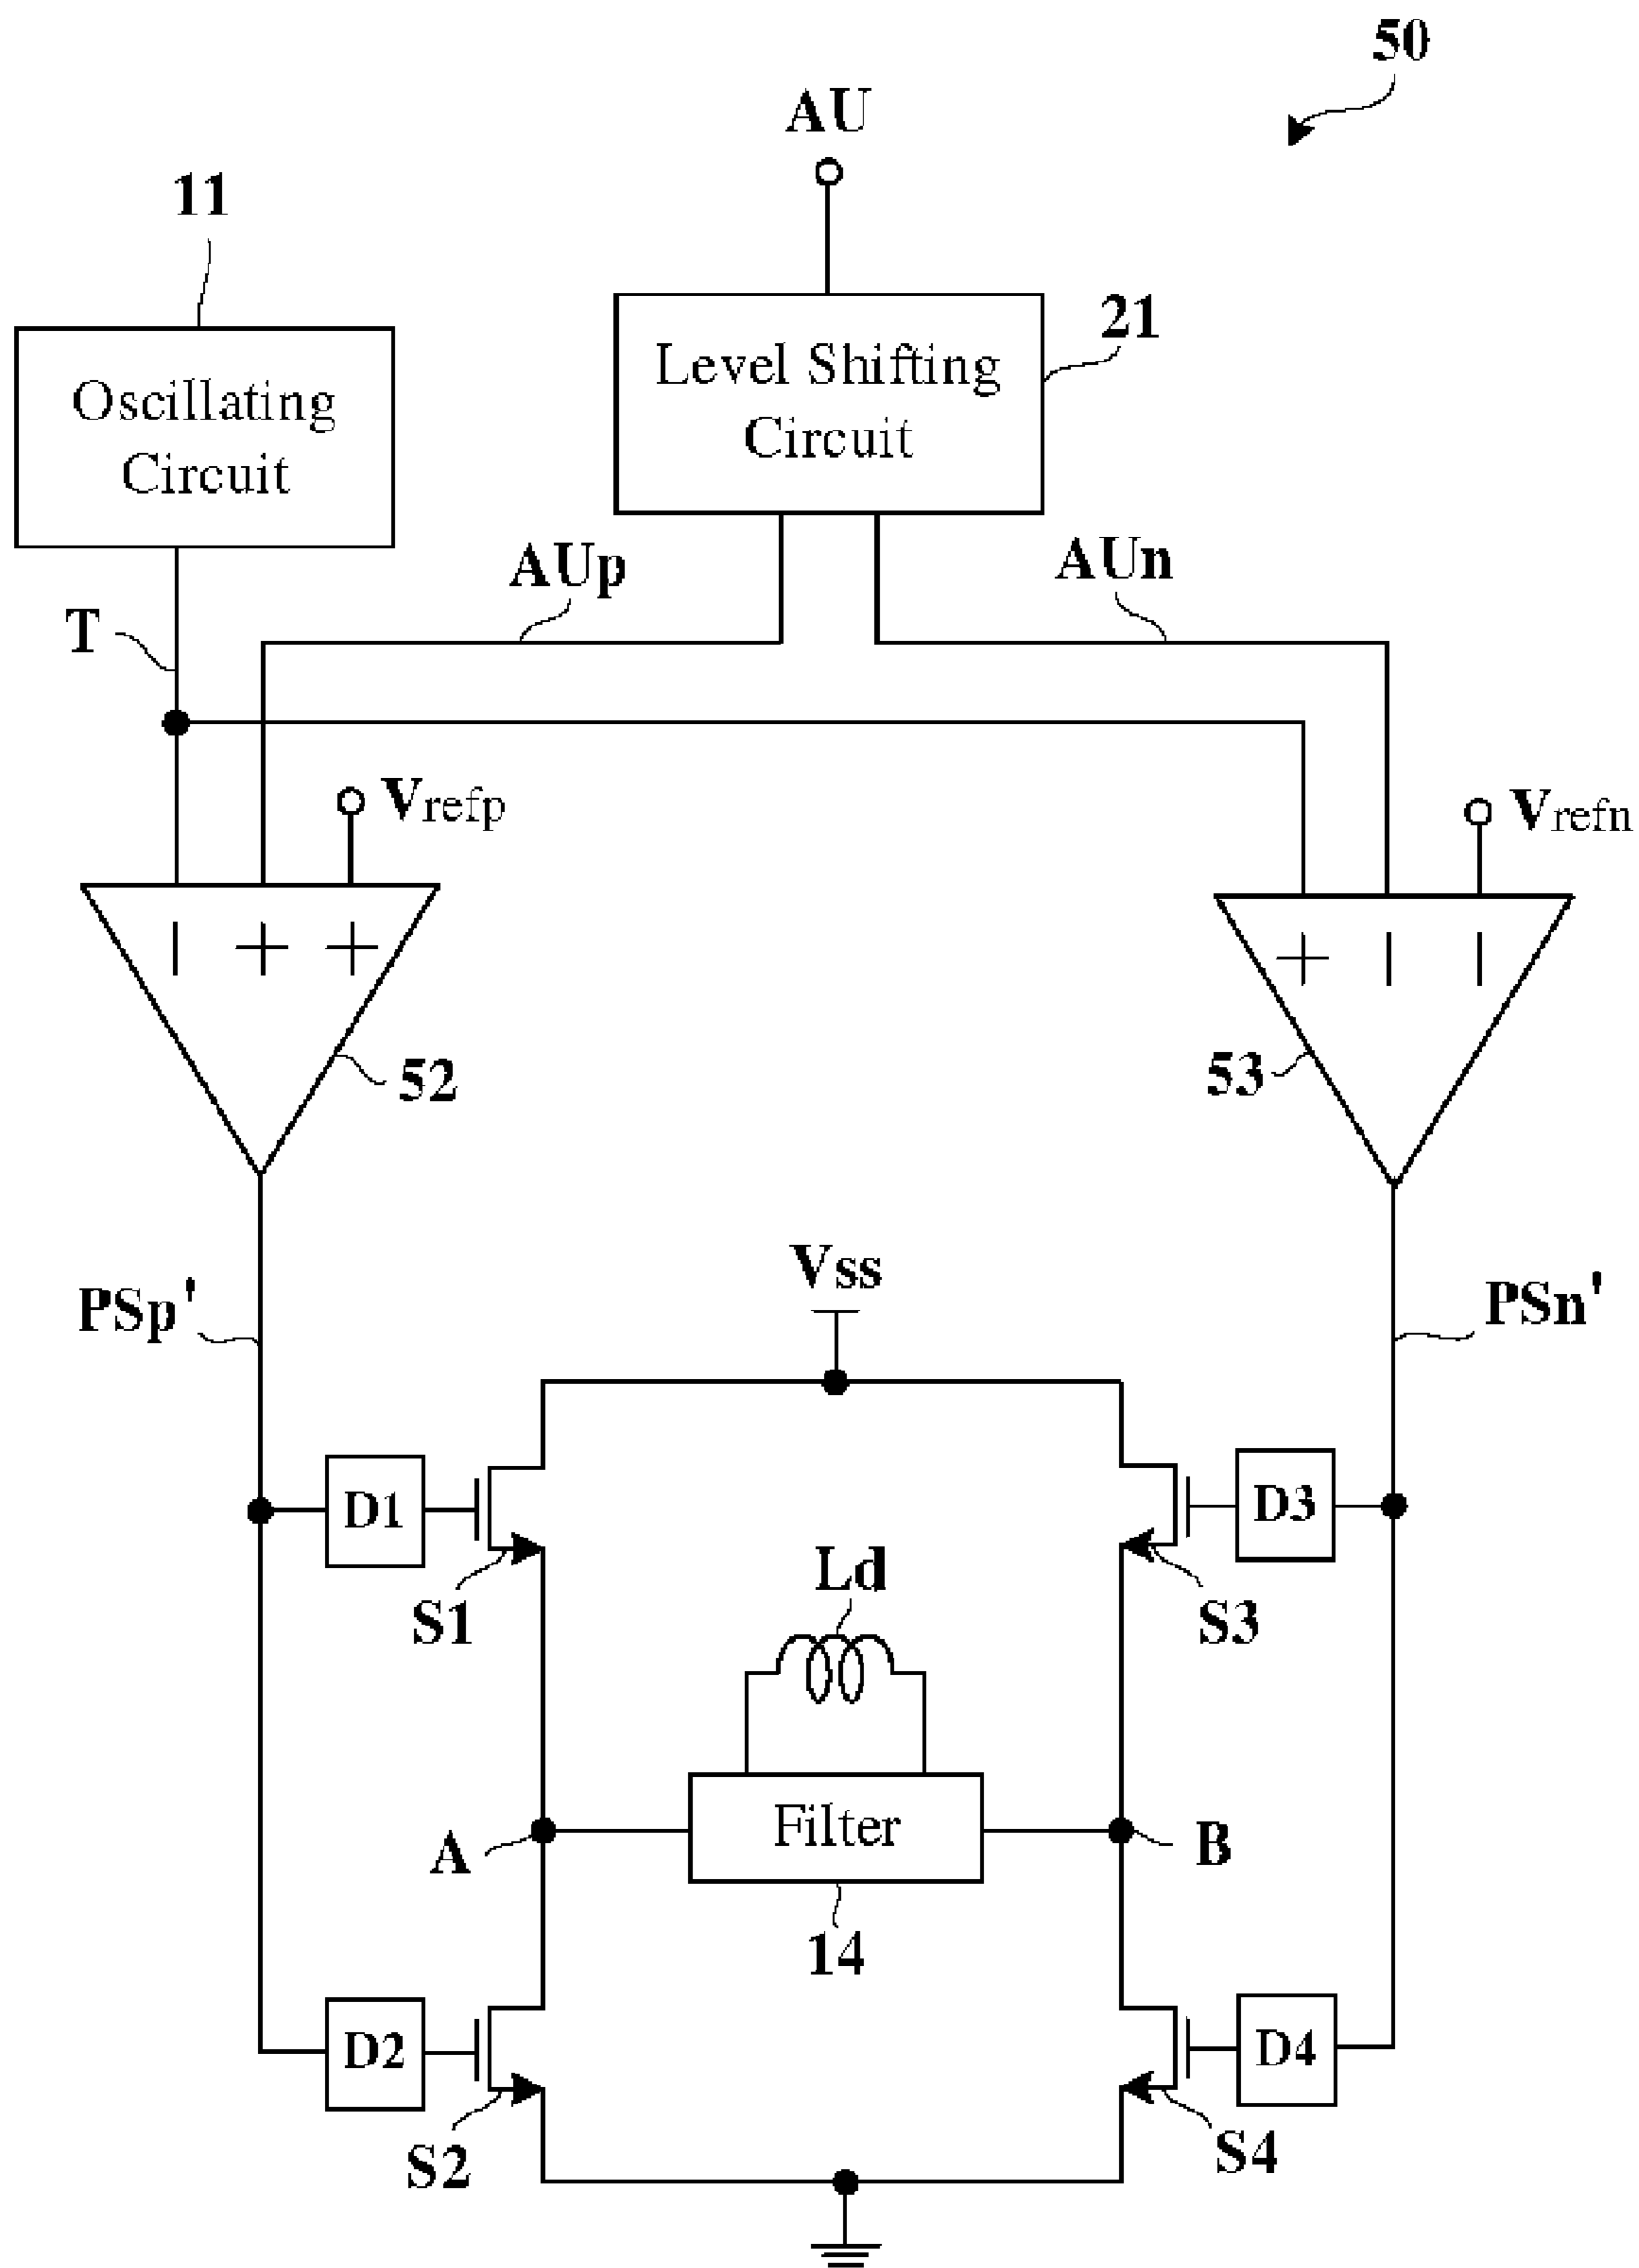 50
AU
11
Oscillating
Circuit
Level Shifting
Circuit
21
AUp
AUn
T
Vrefp
Vrefn
− + +
+ − −
52
53
Vss
PSp'
PSn'
D1
D3
S1
Ld
S3
Filter
A
B
14
D2
D4
S2
S4